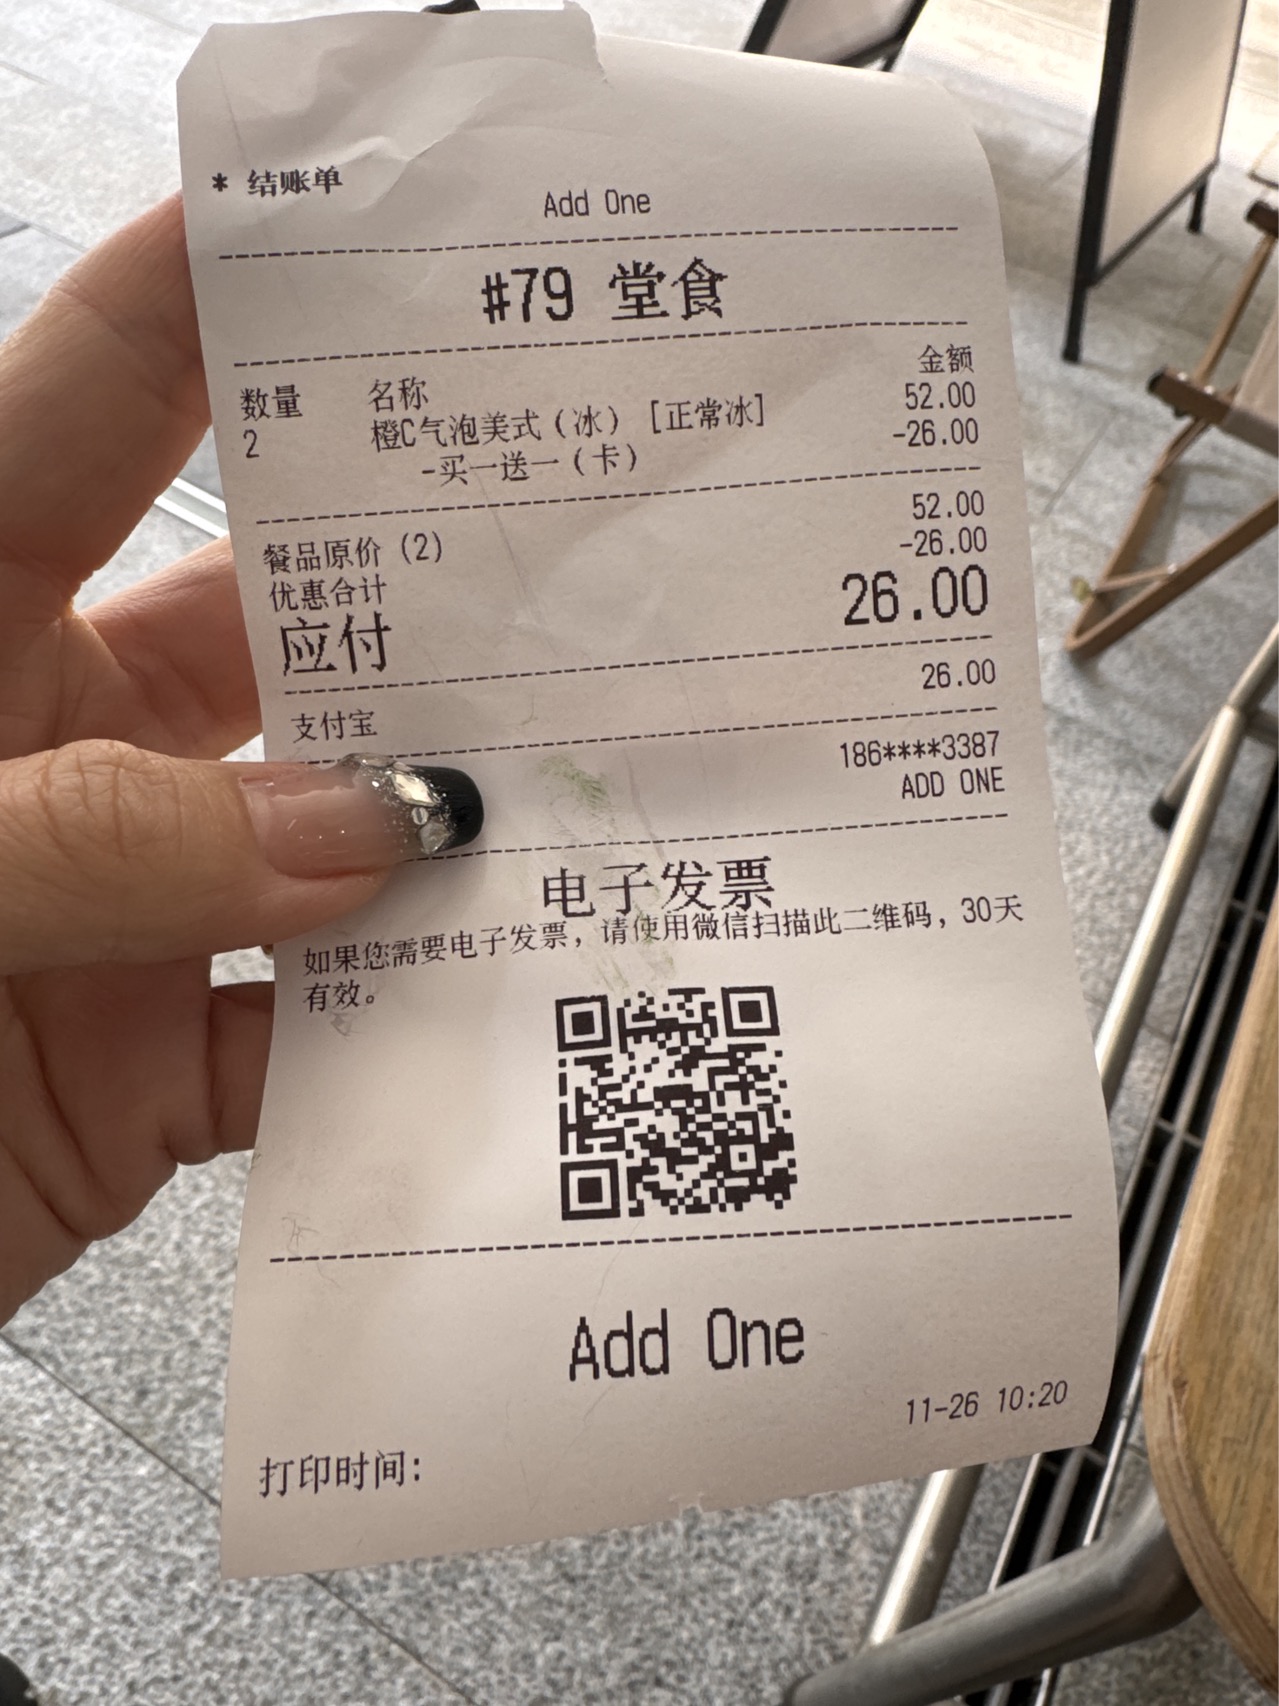 * 结账单
Add One
#79 堂食
数量 名称 金额
2 橙C气泡美式（冰）[正常冰] 52.00
-买一送一（卡） -26.00
餐品原价 (2) 52.00
优惠合计 -26.00
应付 26.00
支付宝 26.00
186****3387
ADD ONE
电子发票
如果您需要电子发票，请使用微信扫描此二维码，30天
有效。
Add One
打印时间: 11-26 10:20